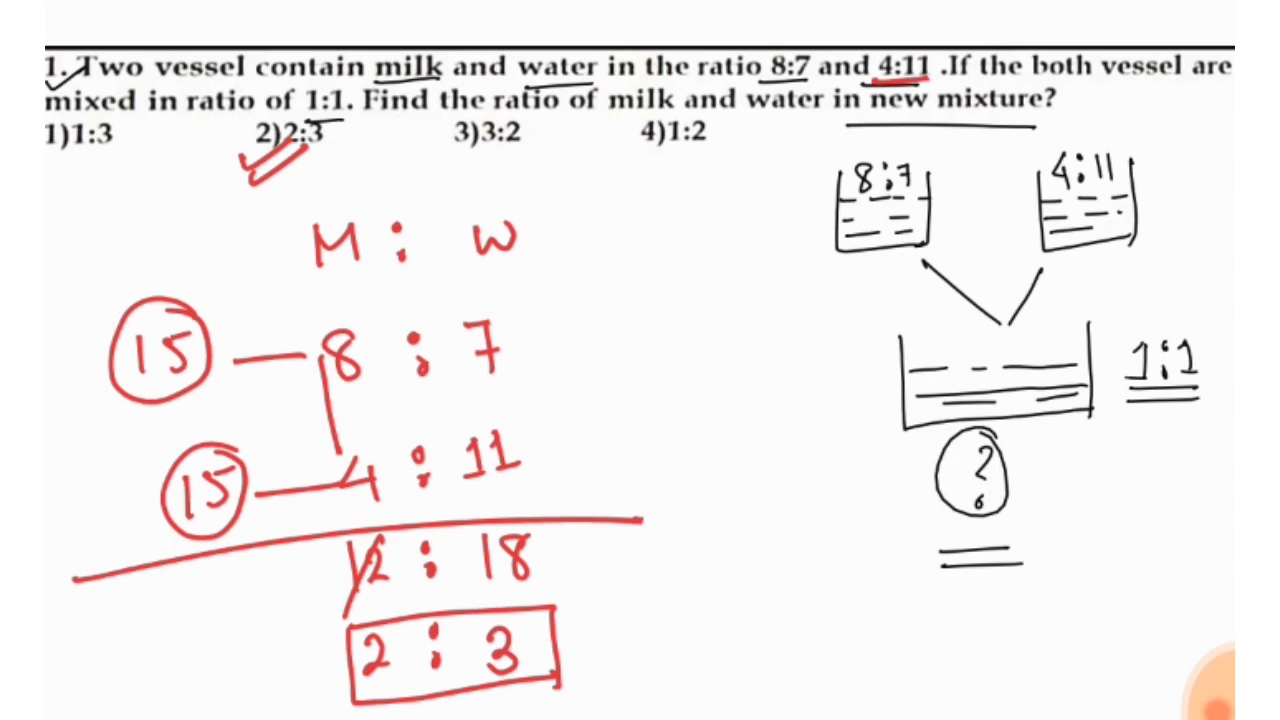 1. Two vessel contain milk and water in the ratio 8:7 and 4:11 .If the both vessel are
mixed in ratio of 1:1. Find the ratio of milk and water in new mixture?
1)1:3 2)2:3 3)3:2 4)1:2
8:7 4:11
M : W
15 — 8 : 7
1:1
15 — 4 : 11
?
12 : 18
2 : 3